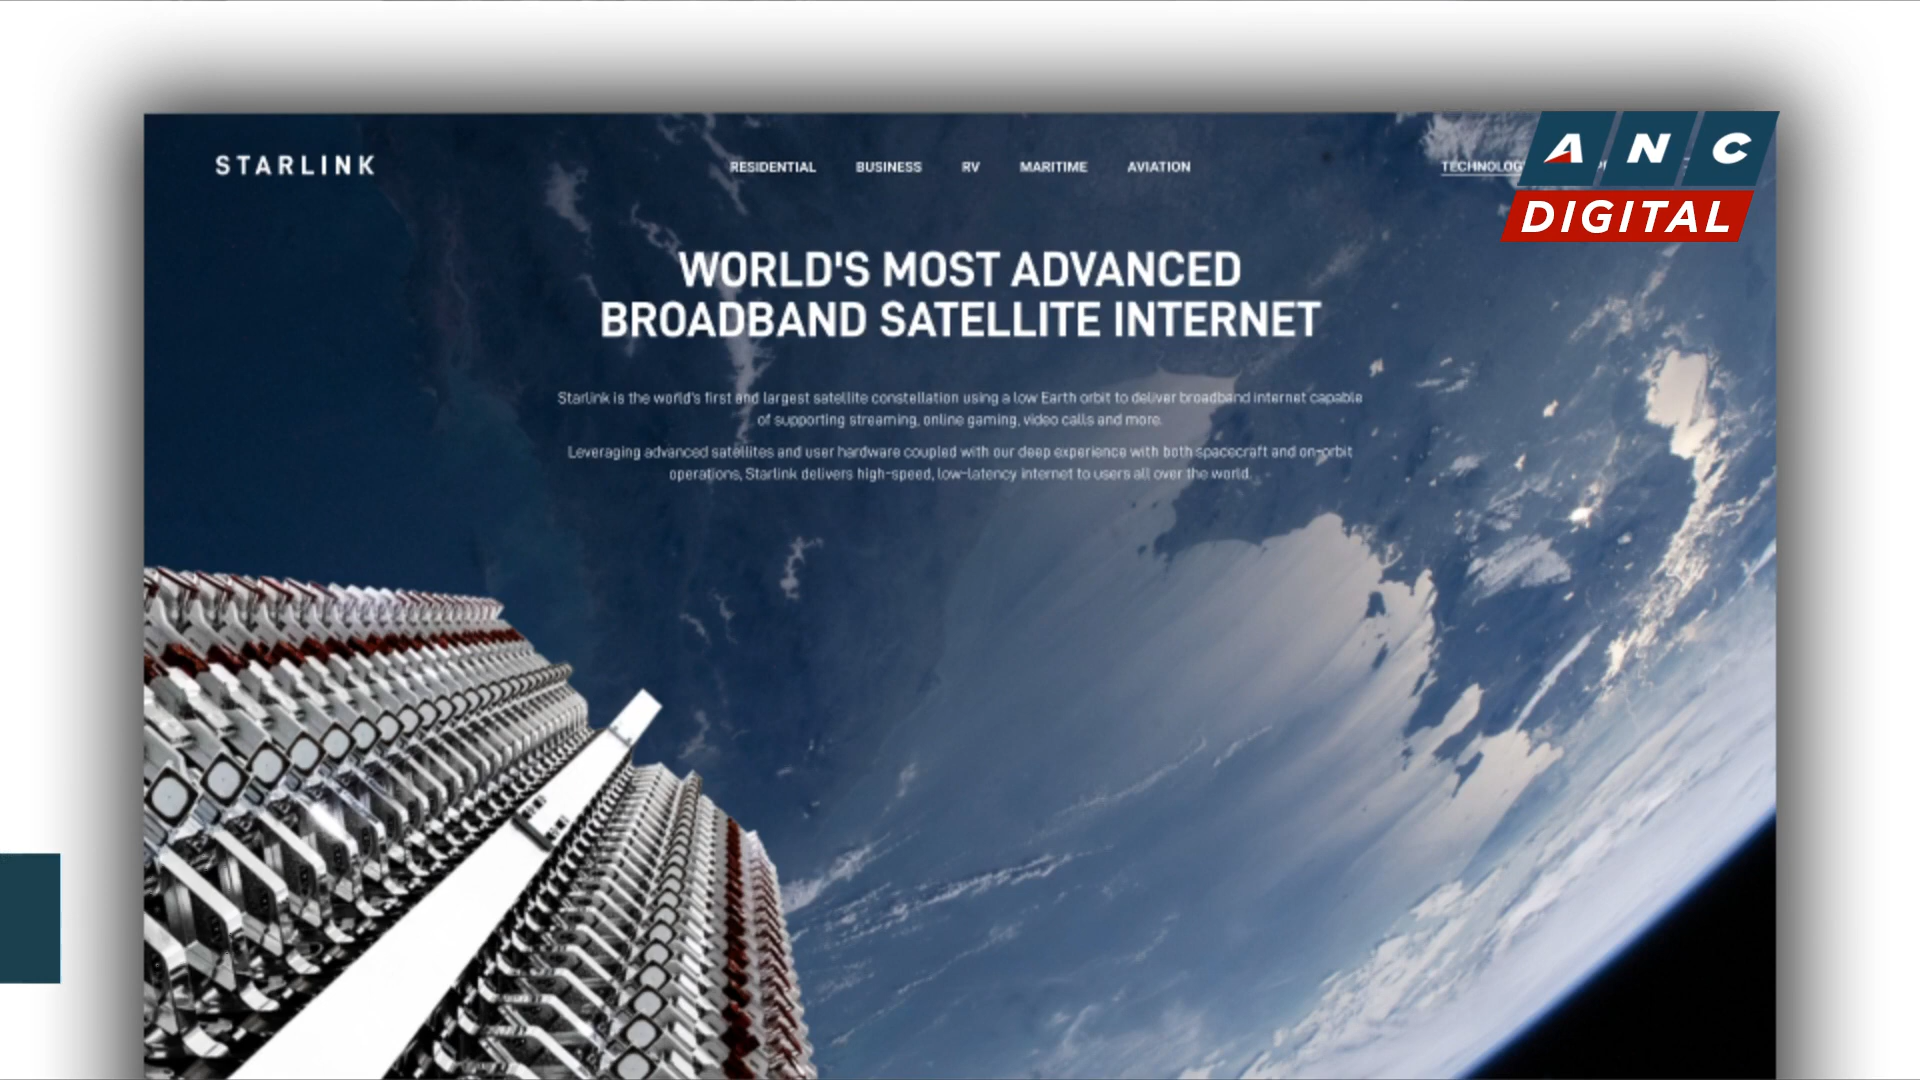 STARLINK
RESIDENTIAL BUSINESS RV MARITIME AVIATION
ANC
DIGITAL
WORLD'S MOST ADVANCED
BROADBAND SATELLITE INTERNET
Starlink is the world's first and largest satellite constellation using a low Earth orbit to deliver broadband internet capable
of supporting streaming, online gaming, video calls and more.
Leveraging advanced satellites and user hardware coupled with our deep experience with both spacecraft and on-orbit
operations, Starlink delivers high-speed, low-latency internet to users all over the world.